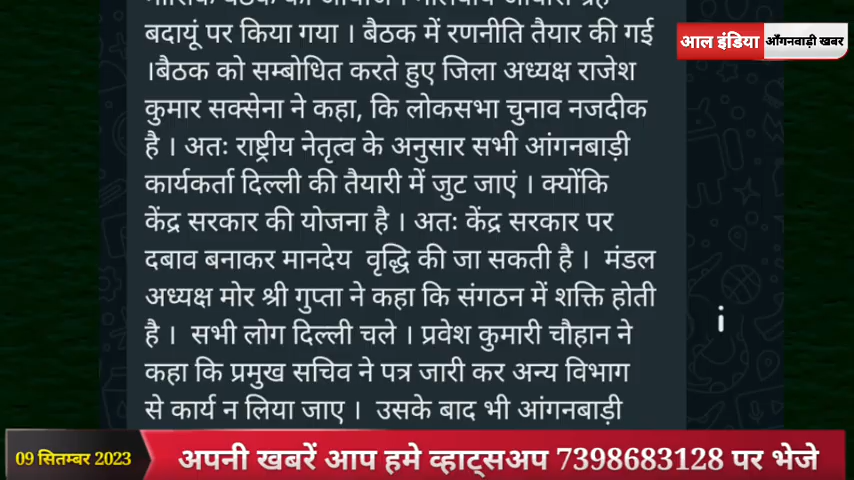 बदायूं पर किया गया । बैठक में रणनीति तैयार की गई
।बैठक को सम्बोधित करते हुए जिला अध्यक्ष राजेश
कुमार सक्सेना ने कहा, कि लोकसभा चुनाव नजदीक
है । अतः राष्ट्रीय नेतृत्व के अनुसार सभी आंगनबाड़ी
कार्यकर्ता दिल्ली की तैयारी में जुट जाएं । क्योंकि
केंद्र सरकार की योजना है । अतः केंद्र सरकार पर
दबाव बनाकर मानदेय वृद्धि की जा सकती है । मंडल
अध्यक्ष मोर श्री गुप्ता ने कहा कि संगठन में शक्ति होती
है । सभी लोग दिल्ली चले । प्रवेश कुमारी चौहान ने
कहा कि प्रमुख सचिव ने पत्र जारी कर अन्य विभाग
से कार्य न लिया जाए । उसके बाद भी आंगनबाड़ी
आल इंडिया आँगनवाड़ी खबर
09 सितम्बर 2023
अपनी खबरें आप हमे व्हाट्सअप 7398683128 पर भेजे